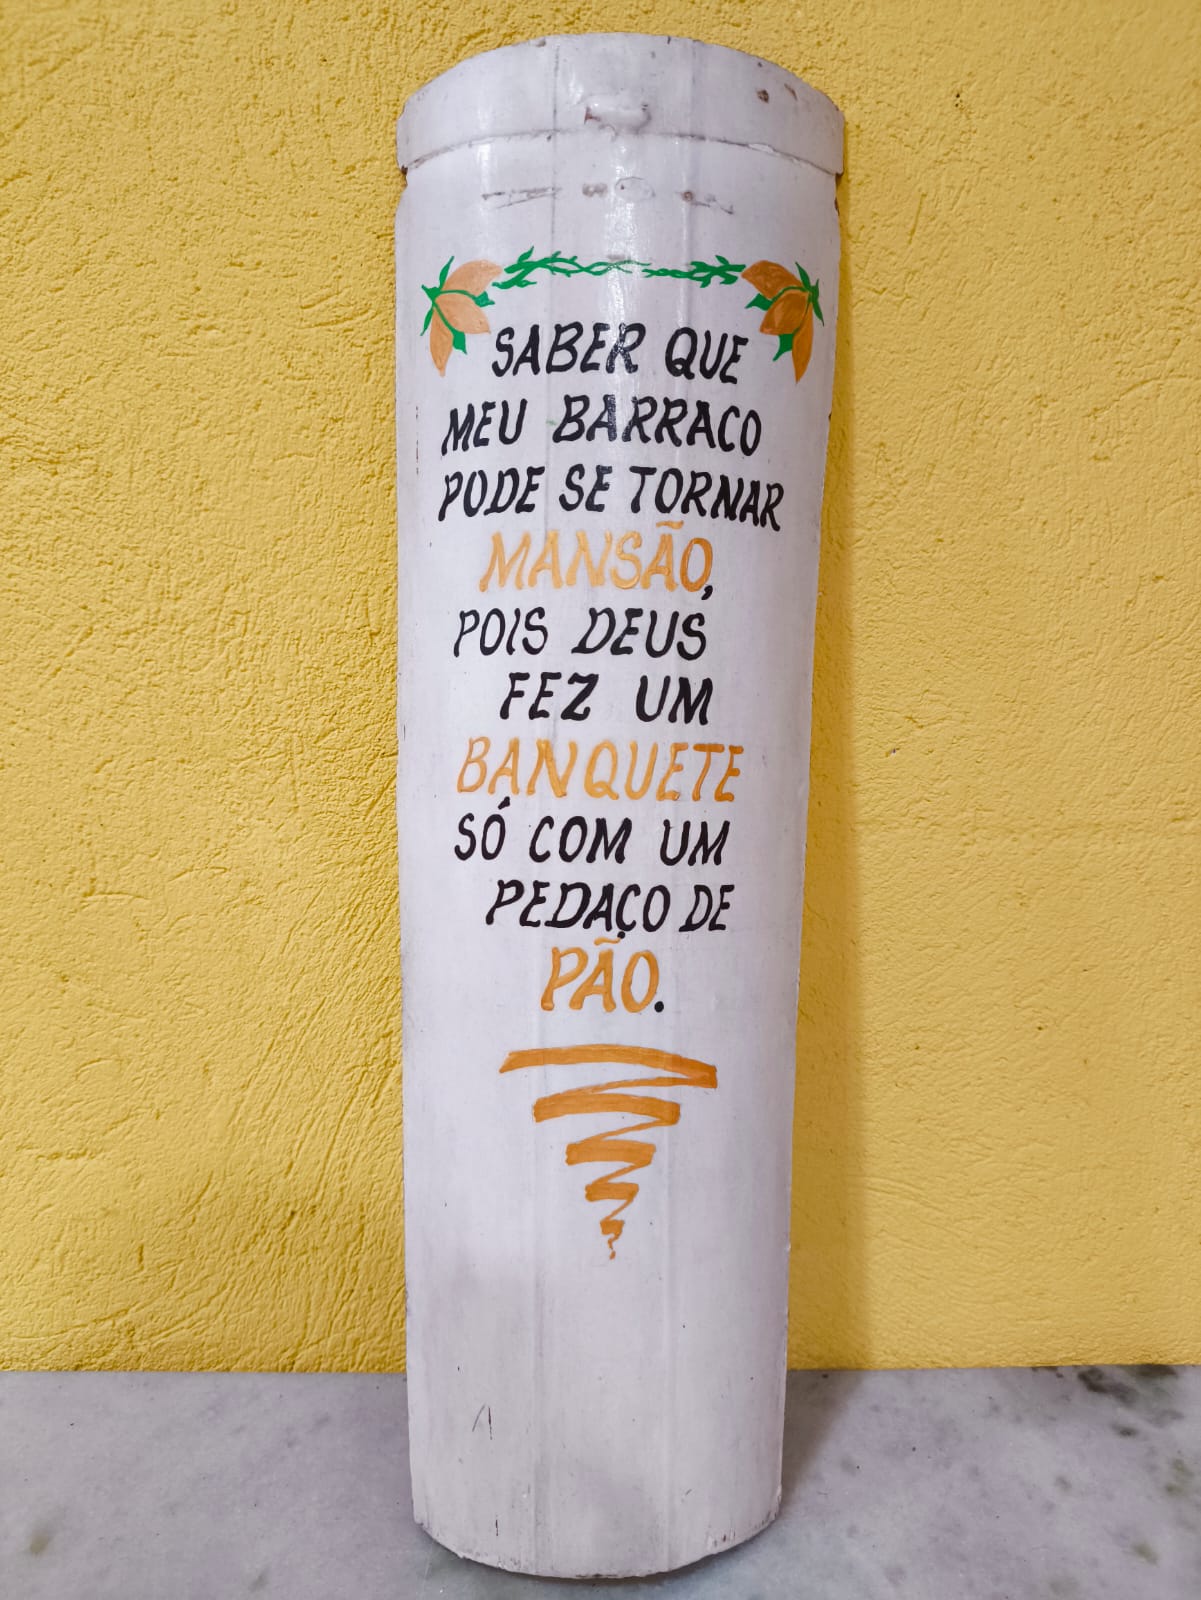 SABER QUE
MEU BARRACO
PODE SE TORNAR
MANSÃO,
POIS DEUS
FEZ UM
BANQUETE
SÓ COM UM
PEDAÇO DE
PÃO.